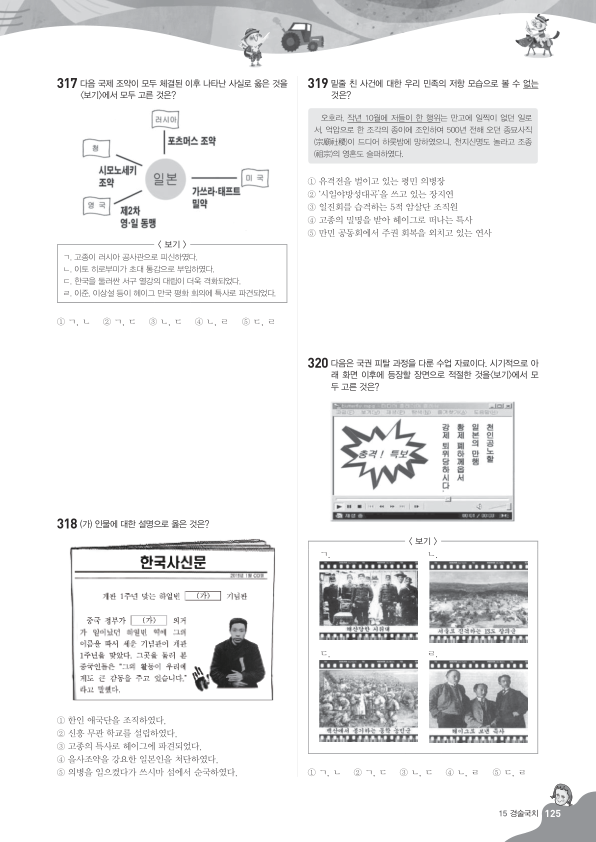 317 다음 국제 조약이 모두 체결된 이후 나타난 사실로 옳은 것을
〈보기〉에서 모두 고른 것은?
러시아
포츠머스 조약
청
시모노세키
조약
일본
미 국
가쓰라·태프트
밀약
영 국
제2차
영·일 동맹
〈 보기 〉
ㄱ. 고종이 러시아 공사관으로 피신하였다.
ㄴ. 이토 히로부미가 초대 통감으로 부임하였다.
ㄷ. 한국을 둘러싼 서구 열강의 대립이 더욱 격화되었다.
ㄹ. 이준, 이상설 등이 헤이그 만국 평화 회의에 특사로 파견되었다.
① ㄱ, ㄴ ② ㄱ, ㄷ ③ ㄴ, ㄷ ④ ㄴ, ㄹ ⑤ ㄷ, ㄹ
318 (가) 인물에 대한 설명으로 옳은 것은?
한국사신문
개관 1주년 맞는 하얼빈 (가) 기념관
중국 정부가 (가) 의거
가 일어났던 하얼빈 역에 그의
이름을 따서 세운 기념관이 개관
1주년을 맞았다. 그곳을 둘러 본
중국인들은 “그의 활동이 우리에
게도 큰 감동을 주고 있습니다.”
라고 말했다.
① 한인 애국단을 조직하였다.
② 신흥 무관 학교를 설립하였다.
③ 고종의 특사로 헤이그에 파견되었다.
④ 을사조약을 강요한 일본인을 처단하였다.
⑤ 의병을 일으켰다가 쓰시마 섬에서 순국하였다.
319 밑줄 친 사건에 대한 우리 민족의 저항 모습으로 볼 수 없는
것은?
오호라, 작년 10월에 저들이 한 행위는 만고에 일찍이 없던 일로
서, 억압으로 한 조각의 종이에 조인하여 500년 전해 오던 종묘사직
(宗廟社稷)이 드디어 하룻밤에 망하였으니, 천지신명도 놀라고 조종
(祖宗)의 영혼도 슬퍼하였다.
① 유격전을 벌이고 있는 평민 의병장
② ‘시일야방성대곡’을 쓰고 있는 장지연
③ 일진회를 습격하는 5적 암살단 조직원
④ 고종의 밀명을 받아 헤이그로 떠나는 특사
⑤ 만민 공동회에서 주권 회복을 외치고 있는 연사
320 다음은 국권 피탈 과정을 다룬 수업 자료이다. 시기적으로 아
래 화면 이후에 등장할 장면으로 적절한 것을〈보기〉에서 모
두 고른 것은?
충격! 특보
천인공노할
일본의 만행
황제 폐하께옵서
강제 퇴위당하시다.
〈 보기 〉
ㄱ.
해산당한 시위대
ㄴ.
서울로 진격하는 13도 창의군
ㄷ.
백산에서 봉기하는 동학 농민군
ㄹ.
헤이그로 보낸 특사
① ㄱ, ㄴ ② ㄱ, ㄷ ③ ㄴ, ㄷ ④ ㄴ, ㄹ ⑤ ㄷ, ㄹ
15 경술국치 125